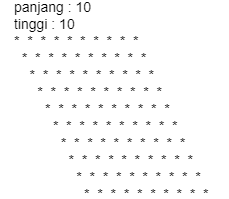 panjang : 10
tinggi : 10
* * * * * * * * * *
 * * * * * * * * * *
  * * * * * * * * * *
   * * * * * * * * * *
    * * * * * * * * * *
     * * * * * * * * * *
      * * * * * * * * * *
       * * * * * * * * * *
        * * * * * * * * * *
         * * * * * * * * * *